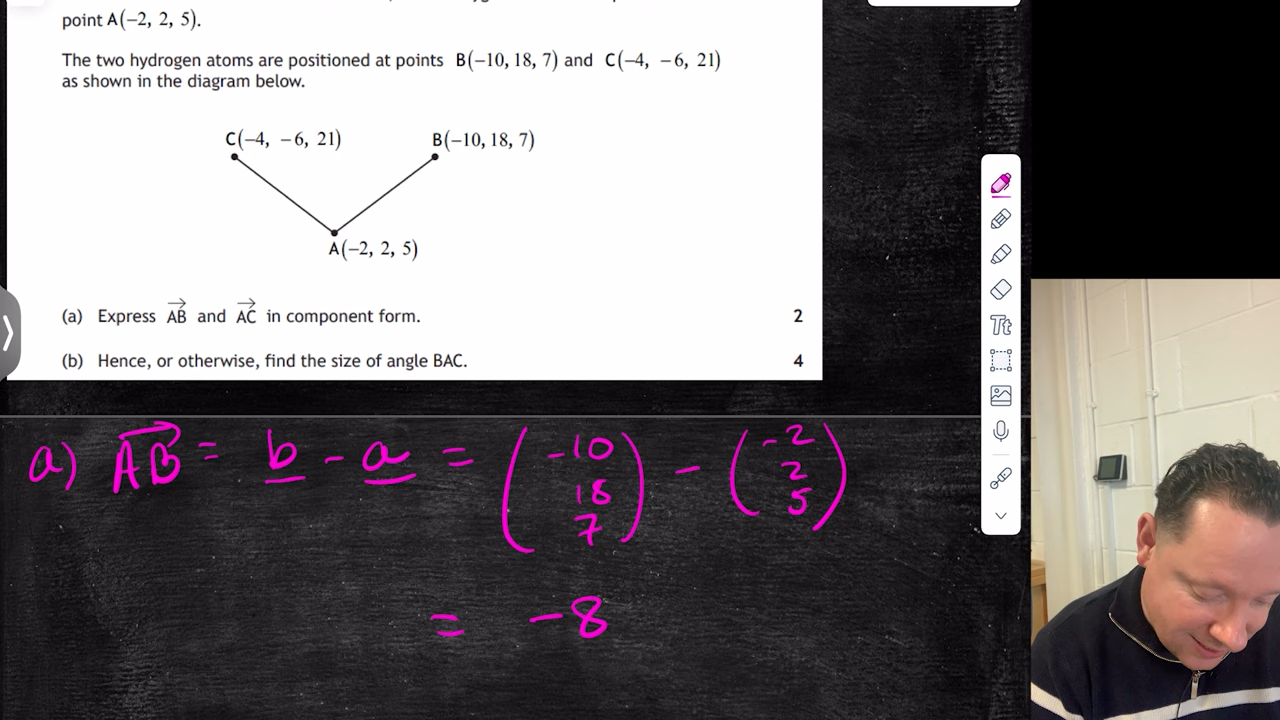 point A(−2, 2, 5).
The two hydrogen atoms are positioned at points B(−10, 18, 7) and C(−4, −6, 21)
as shown in the diagram below.
C(−4, −6, 21) B(−10, 18, 7)
A(−2, 2, 5)
(a) Express AB and AC in component form. 2
(b) Hence, or otherwise, find the size of angle BAC. 4
Tt
a) AB = b - a = (-10 18 7) - (-2 2 5)
= -8